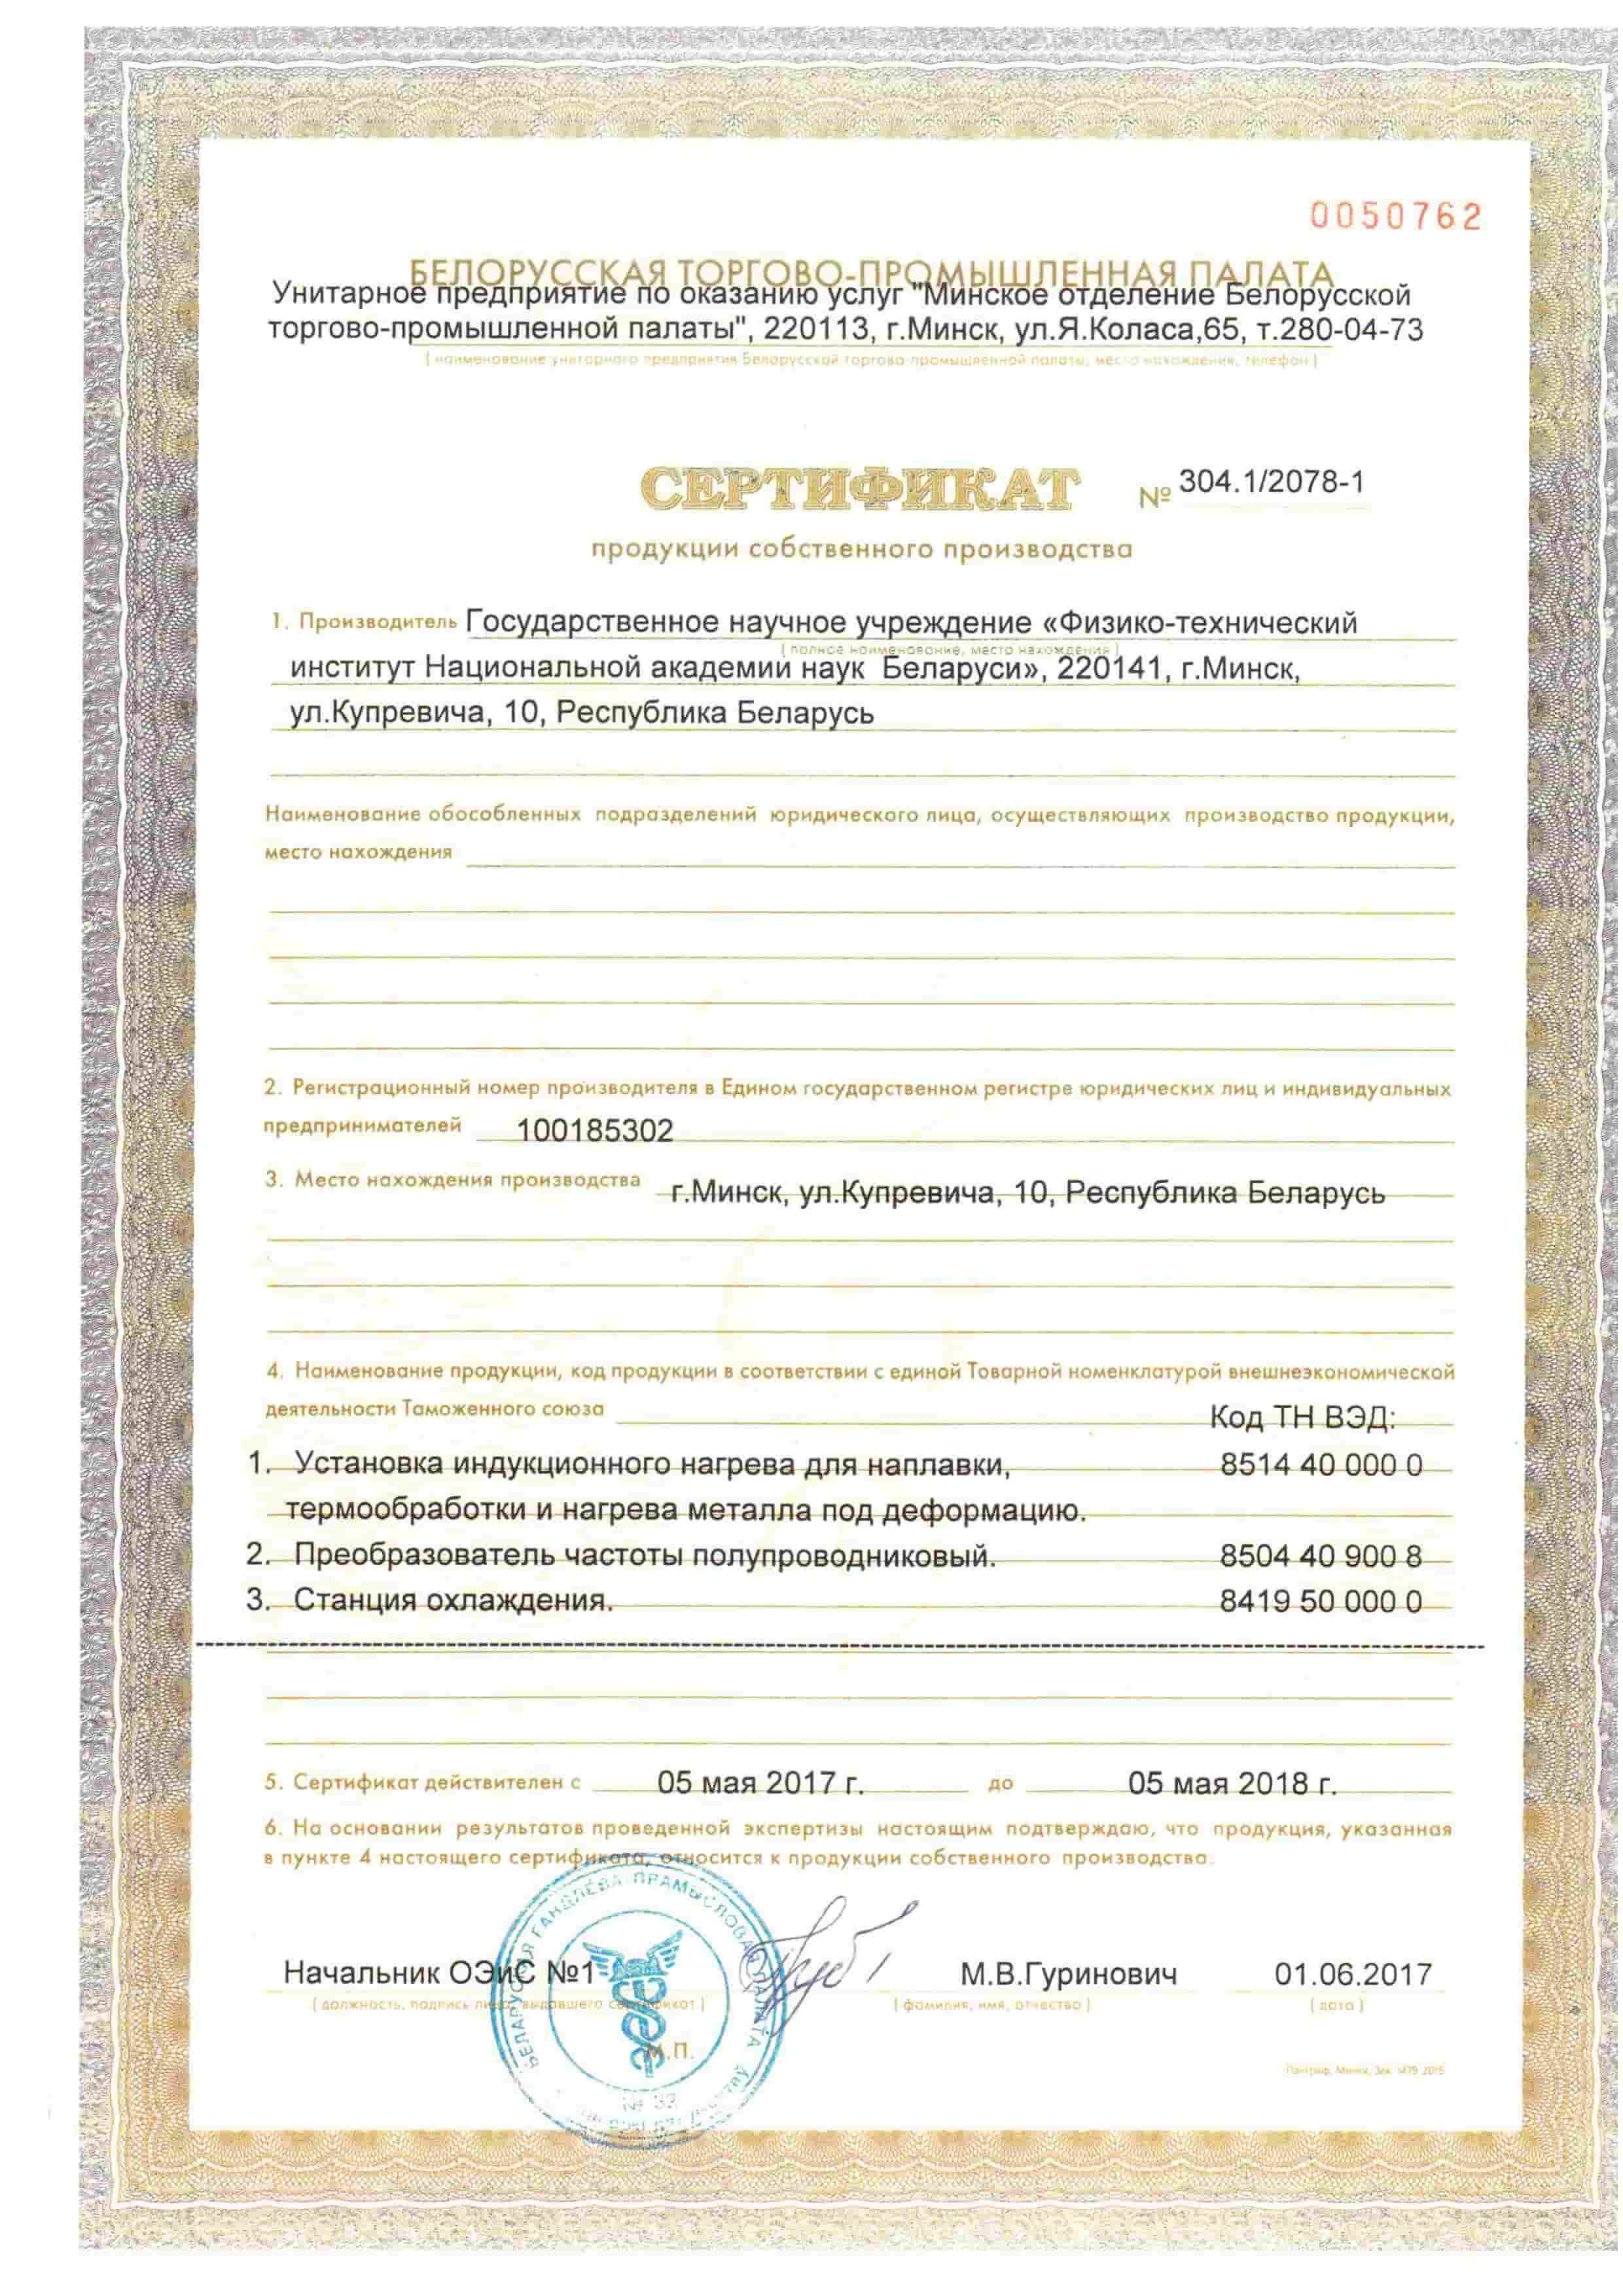 0050762
БЕЛОРУССКАЯ ТОРГОВО-ПРОМЫШЛЕННАЯ ПАЛАТА
Унитарное предприятие по оказанию услуг "Минское отделение Белорусской
торгово-промышленной палаты", 220113, г.Минск, ул.Я.Коласа,65, т.280-04-73
( наименование унитарного предприятия Белорусской торгово-промышленной палаты, место нахождения, телефон )
СЕРТИФИКАТ № 304.1/2078-1
продукции собственного производства
1. Производитель Государственное научное учреждение «Физико-технический
( полное наименование, место нахождения )
институт Национальной академии наук Беларуси», 220141, г.Минск,
ул.Купревича, 10, Республика Беларусь
Наименование обособленных подразделений юридического лица, осуществляющих производство продукции,
место нахождения
2. Регистрационный номер производителя в Едином государственном регистре юридических лиц и индивидуальных
предпринимателей 100185302
3. Место нахождения производства г.Минск, ул.Купревича, 10, Республика Беларусь
4. Наименование продукции, код продукции в соответствии с единой Товарной номенклатурой внешнеэкономической
деятельности Таможенного союза Код ТН ВЭД:
1. Установка индукционного нагрева для наплавки, 8514 40 000 0
термообработки и нагрева металла под деформацию.
2. Преобразователь частоты полупроводниковый. 8504 40 900 8
3. Станция охлаждения. 8419 50 000 0
5. Сертификат действителен с 05 мая 2017 г. до 05 мая 2018 г.
6. На основании результатов проведенной экспертизы настоящим подтверждаю, что продукция, указанная
в пункте 4 настоящего сертификата, относится к продукции собственного производства.
БЕЛАРУСКАЯ ГАНДЛЁВА-ПРАМЫСЛОВАЯ ПАЛАТА
Начальник ОЭиС №1 М.В.Гуринович 01.06.2017
( должность, подпись лица, выдавшего сертификат ) ( фамилия, имя, отчество ) ( дата )
М.П.
№ 32